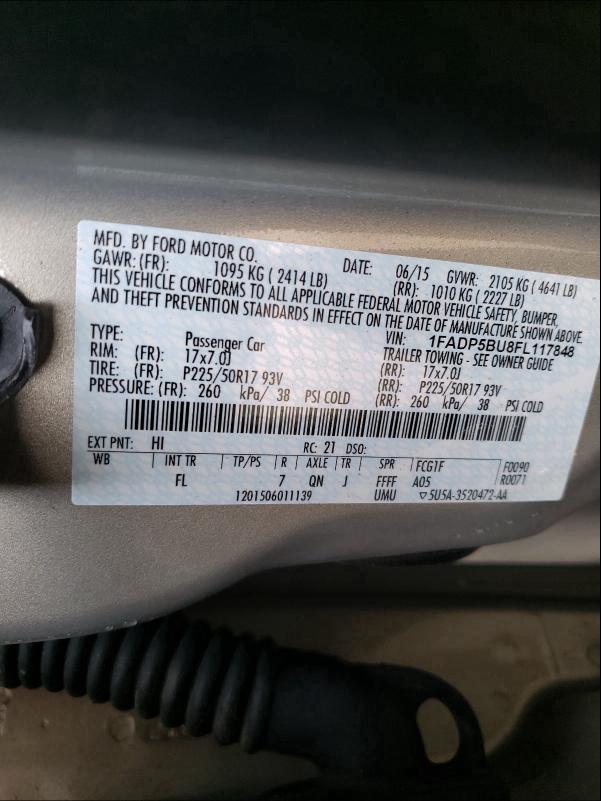 MFD. BY FORD MOTOR CO.
DATE: 06/15 GVWR: 2105 KG ( 4641 LB)
GAWR: (FR): 1095 KG ( 2414 LB) (RR): 1010 KG ( 2227 LB)
THIS VEHICLE CONFORMS TO ALL APPLICABLE FEDERAL MOTOR VEHICLE SAFETY, BUMPER,
AND THEFT PREVENTION STANDARDS IN EFFECT ON THE DATE OF MANUFACTURE SHOWN ABOVE.
VIN: 1FADP5BU8FL117848
TYPE: Passenger Car TRAILER TOWING - SEE OWNER GUIDE
RIM: (FR): 17x7.0J (RR): 17x7.0J
TIRE: (FR): P225/50R17 93V (RR): P225/50R17 93V
PRESSURE: (FR): 260 kPa/ 38 PSI COLD (RR): 260 kPa/ 38 PSI COLD
EXT PNT: HI RC: 21 DSO:
WB INT TR TP/PS R AXLE TR SPR FCG1F F0090
FL 7 QN J FFFF A05 R0071
1201506011139 UMU ▽5U5A-3520472-AA